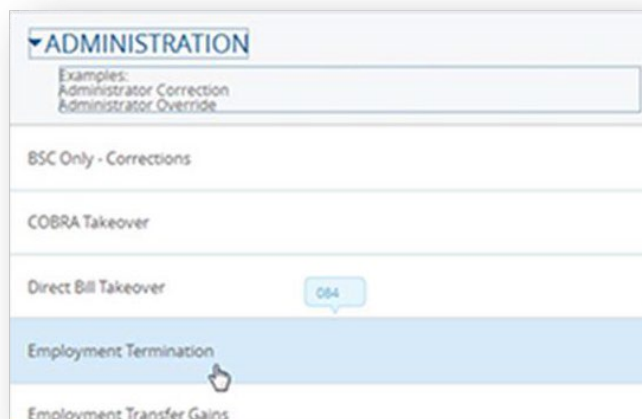 ADMINISTRATION
Examples:
Administrator Correction
Administrator Override
BSC Only - Corrections
COBRA Takeover
Direct Bill Takeover
084
Employment Termination
Employment Transfer Gains